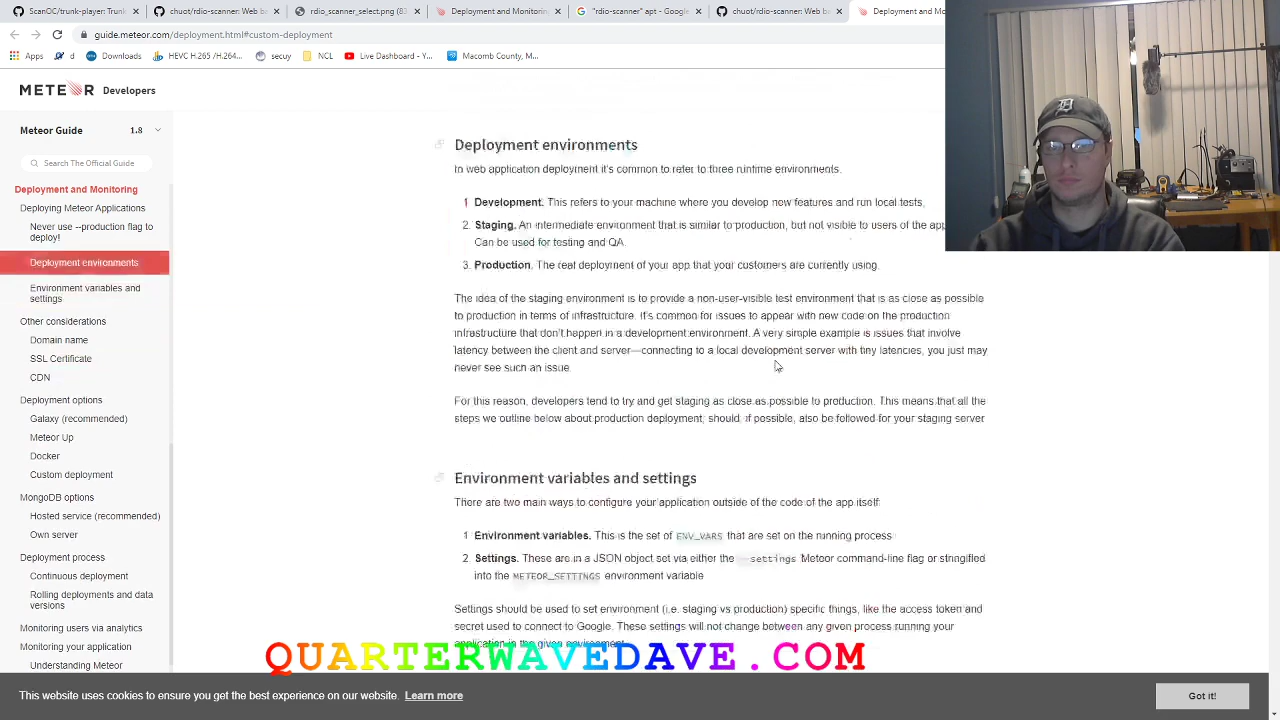 ScanOC/trunk-player: Trunk
chuot/rdio-scanner: Web ba
rdio_scanner_select.png (83
Deployment and Monitoring
"rdio-scanner" apt - Google
chuot/rdio-scanner: Web ba
Deployment and Mo
guide.meteor.com/deployment.html#custom-deployment
Apps
d
Downloads
HEVC H.265 /H.264...
secuy
NCL
Live Dashboard - Y...
Macomb County, M...
METEOR Developers
Meteor Guide 1.8
Search The Official Guide
Deployment and Monitoring
Deploying Meteor Applications
Never use --production flag to
deploy!
Deployment environments
Environment variables and
settings
Other considerations
Domain name
SSL Certificate
CDN
Deployment options
Galaxy (recommended)
Meteor Up
Docker
Custom deployment
MongoDB options
Hosted service (recommended)
Own server
Deployment process
Continuous deployment
Rolling deployments and data
versions
Monitoring users via analytics
Monitoring your application
Understanding Meteor
Deployment environments
In web application deployment it's common to refer to three runtime environments.
1 Development. This refers to your machine where you develop new features and run local tests.
2. Staging. An intermediate environment that is similar to production, but not visible to users of the app
Can be used for testing and QA.
3. Production. The real deployment of your app that your customers are currently using.
The idea of the staging environment is to provide a non-user-visible test environment that is as close as possible
to production in terms of infrastructure. It's common for issues to appear with new code on the production
infrastructure that don't happen in a development environment. A very simple example is issues that involve
latency between the client and server—connecting to a local development server with tiny latencies, you just may
never see such an issue.
For this reason, developers tend to try and get staging as close as possible to production. This means that all the
steps we outline below about production deployment, should, if possible, also be followed for your staging server
Environment variables and settings
There are two main ways to configure your application outside of the code of the app itself:
1 Environment variables. This is the set of ENV_VARS that are set on the running process
2. Settings. These are in a JSON object set via either the --settings Meteor command-line flag or stringified
into the METEOR_SETTINGS environment variable
Settings should be used to set environment (i.e. staging vs production) specific things, like the access token and
secret used to connect to Google. These settings will not change between any given process running your
application in the given environment.
QUARTERWAVEDAVE.COM
This website uses cookies to ensure you get the best experience on our website. Learn more
Got it!